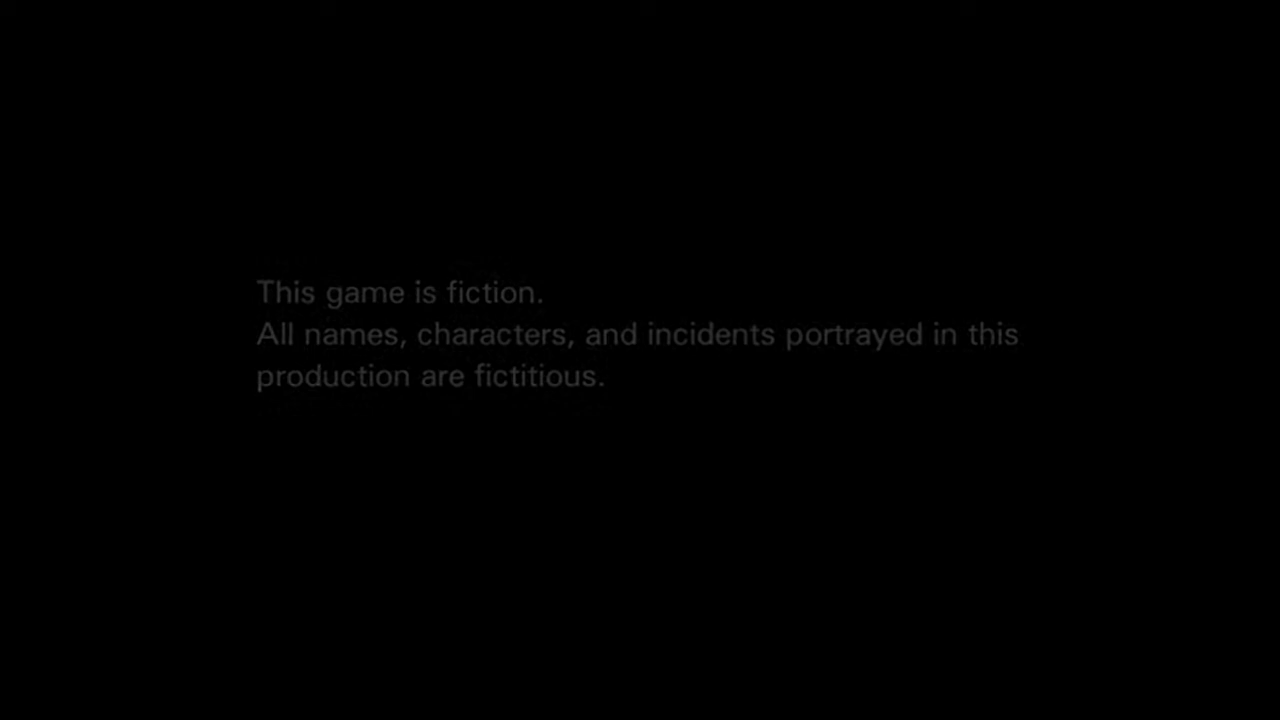 This game is fiction.
All names, characters, and incidents portrayed in this
production are fictitious.